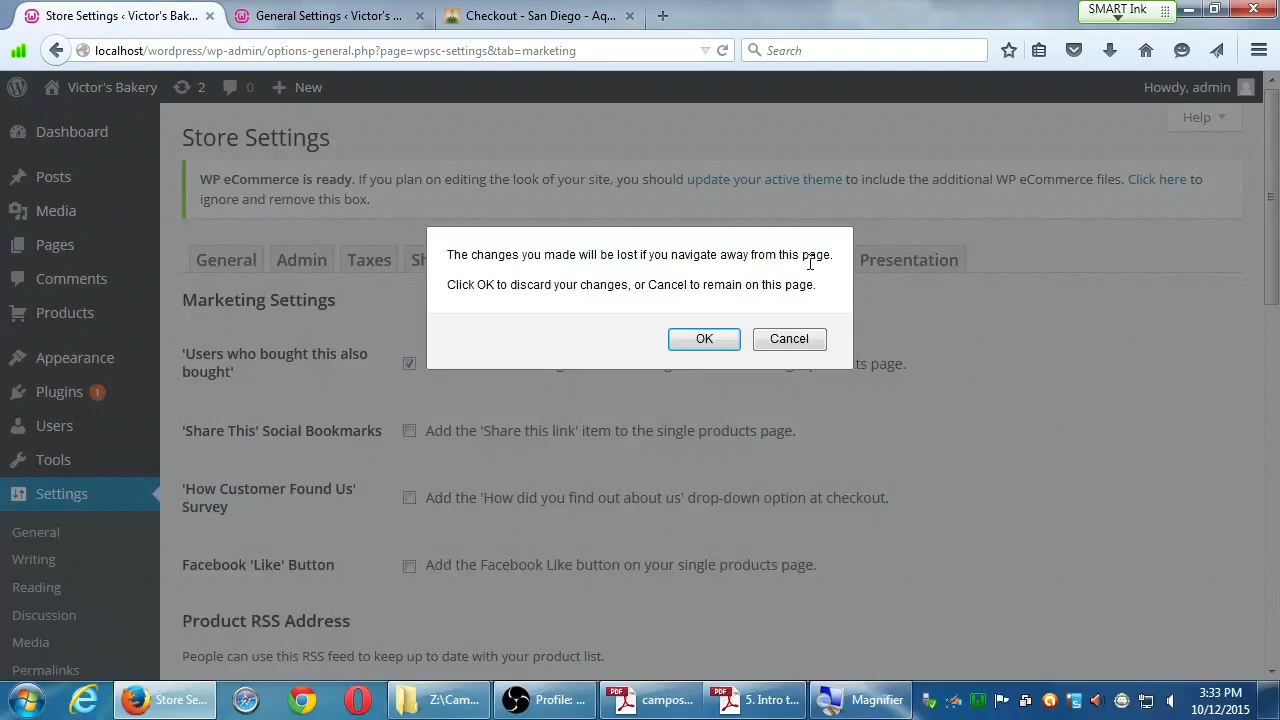 Store Settings ‹ Victor's Bak...
General Settings ‹ Victor's ...
Checkout - San Diego - Aq...
SMART Ink
localhost/wordpress/wp-admin/options-general.php?page=wpsc-settings&tab=marketing
Search
Victor's Bakery
2
0
New
Howdy, admin
Dashboard
Posts
Media
Pages
Comments
Products
Appearance
Plugins 1
Users
Tools
Settings
General
Writing
Reading
Discussion
Media
Permalinks
Store Settings
Help
WP eCommerce is ready. If you plan on editing the look of your site, you should update your active theme to include the additional WP eCommerce files. Click here to
ignore and remove this box.
General
Admin
Taxes
Sh
Presentation
The changes you made will be lost if you navigate away from this page.
Click OK to discard your changes, or Cancel to remain on this page.
OK
Cancel
Marketing Settings
'Users who bought this also
bought'
page.
'Share This' Social Bookmarks
Add the 'Share this link' item to the single products page.
'How Customer Found Us'
Survey
Add the 'How did you find out about us' drop-down option at checkout.
Facebook 'Like' Button
Add the Facebook Like button on your single products page.
Product RSS Address
People can use this RSS feed to keep up to date with your product list.
Store Se...
Z:\Cam...
Profile: ...
PDF
campos...
PDF
5. Intro t...
Magnifier
3:33 PM
10/12/2015